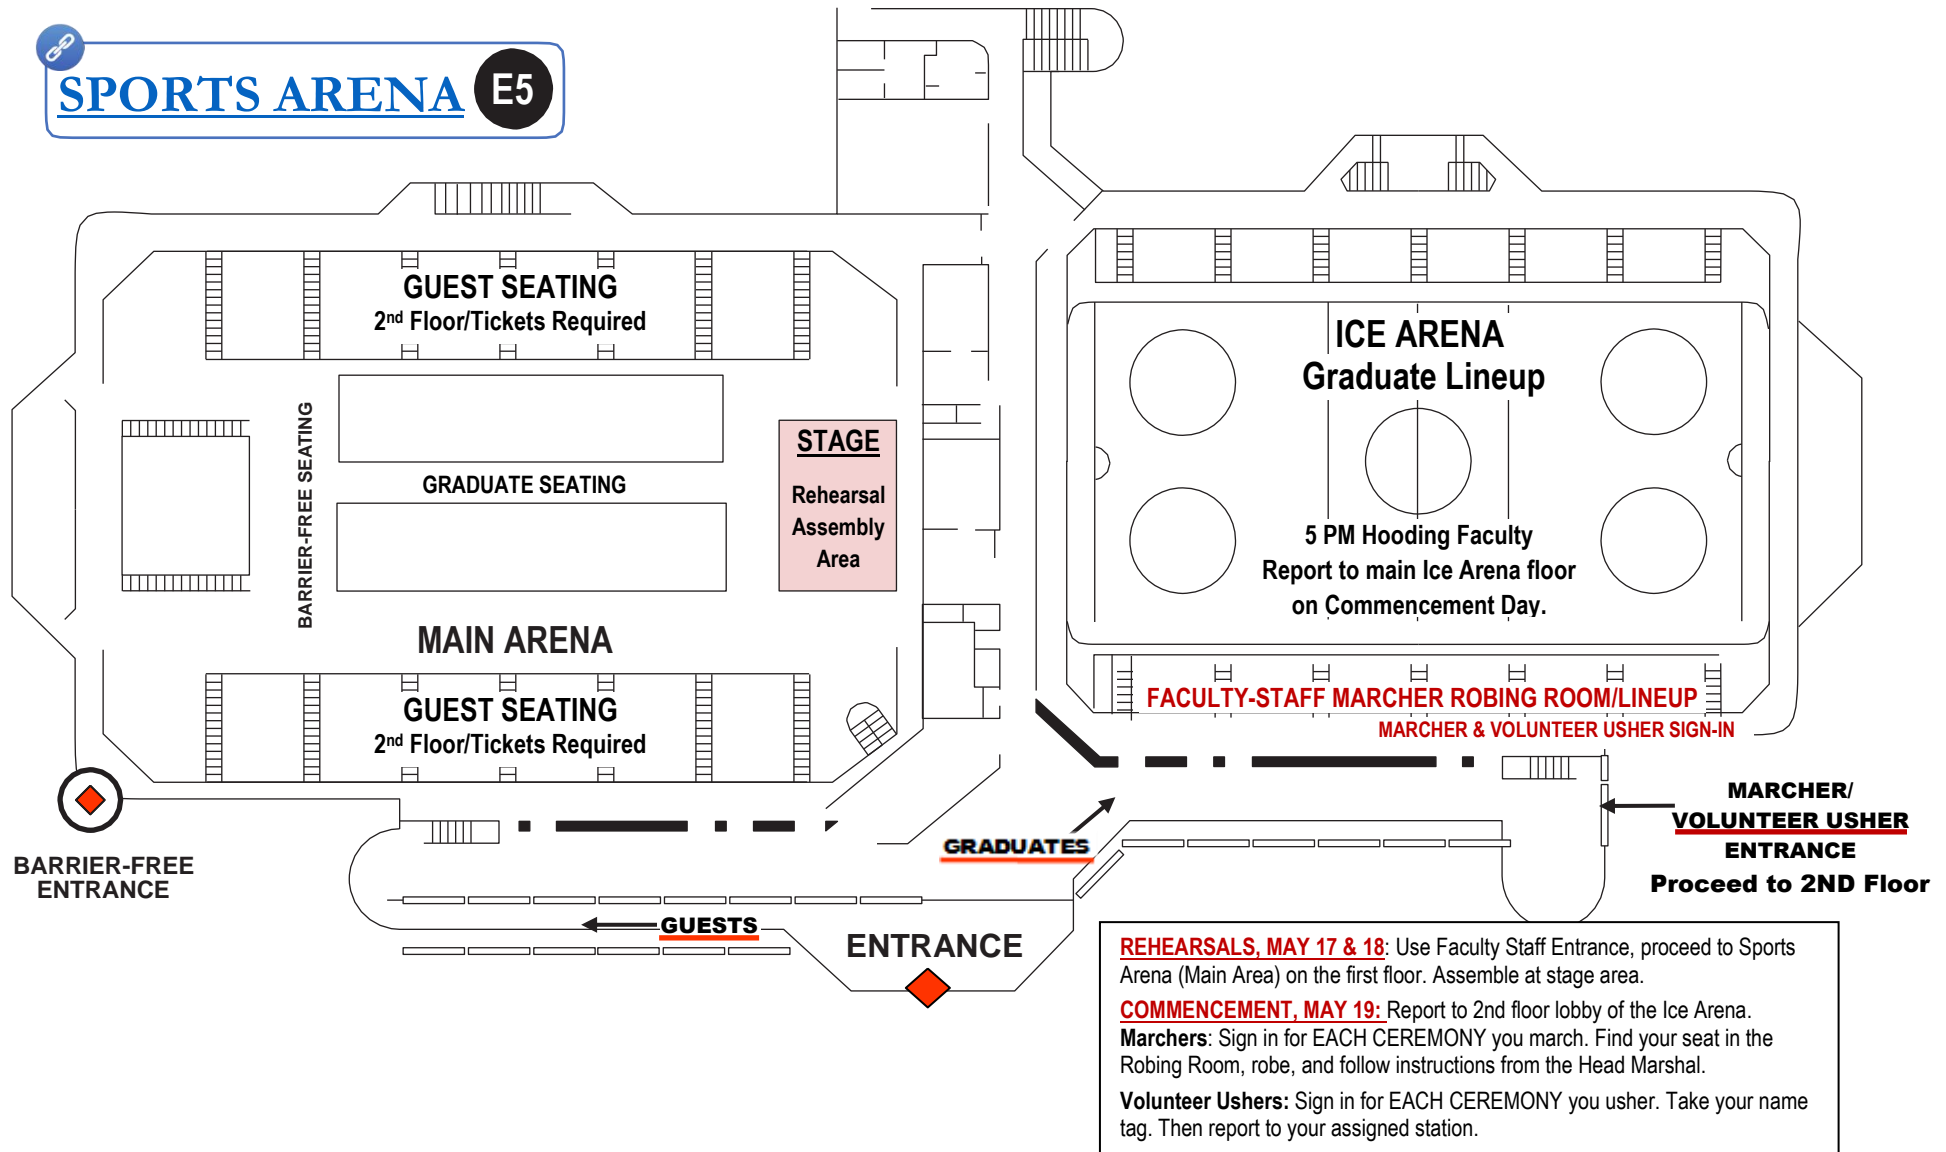 SPORTS ARENA E5
GUEST SEATING
2nd Floor/Tickets Required
BARRIER-FREE SEATING
GRADUATE SEATING
STAGE
Rehearsal
Assembly
Area
MAIN ARENA
GUEST SEATING
2nd Floor/Tickets Required
ICE ARENA
Graduate Lineup
5 PM Hooding Faculty
Report to main Ice Arena floor
on Commencement Day.
FACULTY-STAFF MARCHER ROBING ROOM/LINEUP
MARCHER & VOLUNTEER USHER SIGN-IN
BARRIER-FREE
ENTRANCE
GRADUATES
GUESTS
ENTRANCE
MARCHER/
VOLUNTEER USHER
ENTRANCE
Proceed to 2ND Floor
REHEARSALS, MAY 17 & 18: Use Faculty Staff Entrance, proceed to Sports
Arena (Main Area) on the first floor. Assemble at stage area.
COMMENCEMENT, MAY 19: Report to 2nd floor lobby of the Ice Arena.
Marchers: Sign in for EACH CEREMONY you march. Find your seat in the
Robing Room, robe, and follow instructions from the Head Marshal.
Volunteer Ushers: Sign in for EACH CEREMONY you usher. Take your name
tag. Then report to your assigned station.